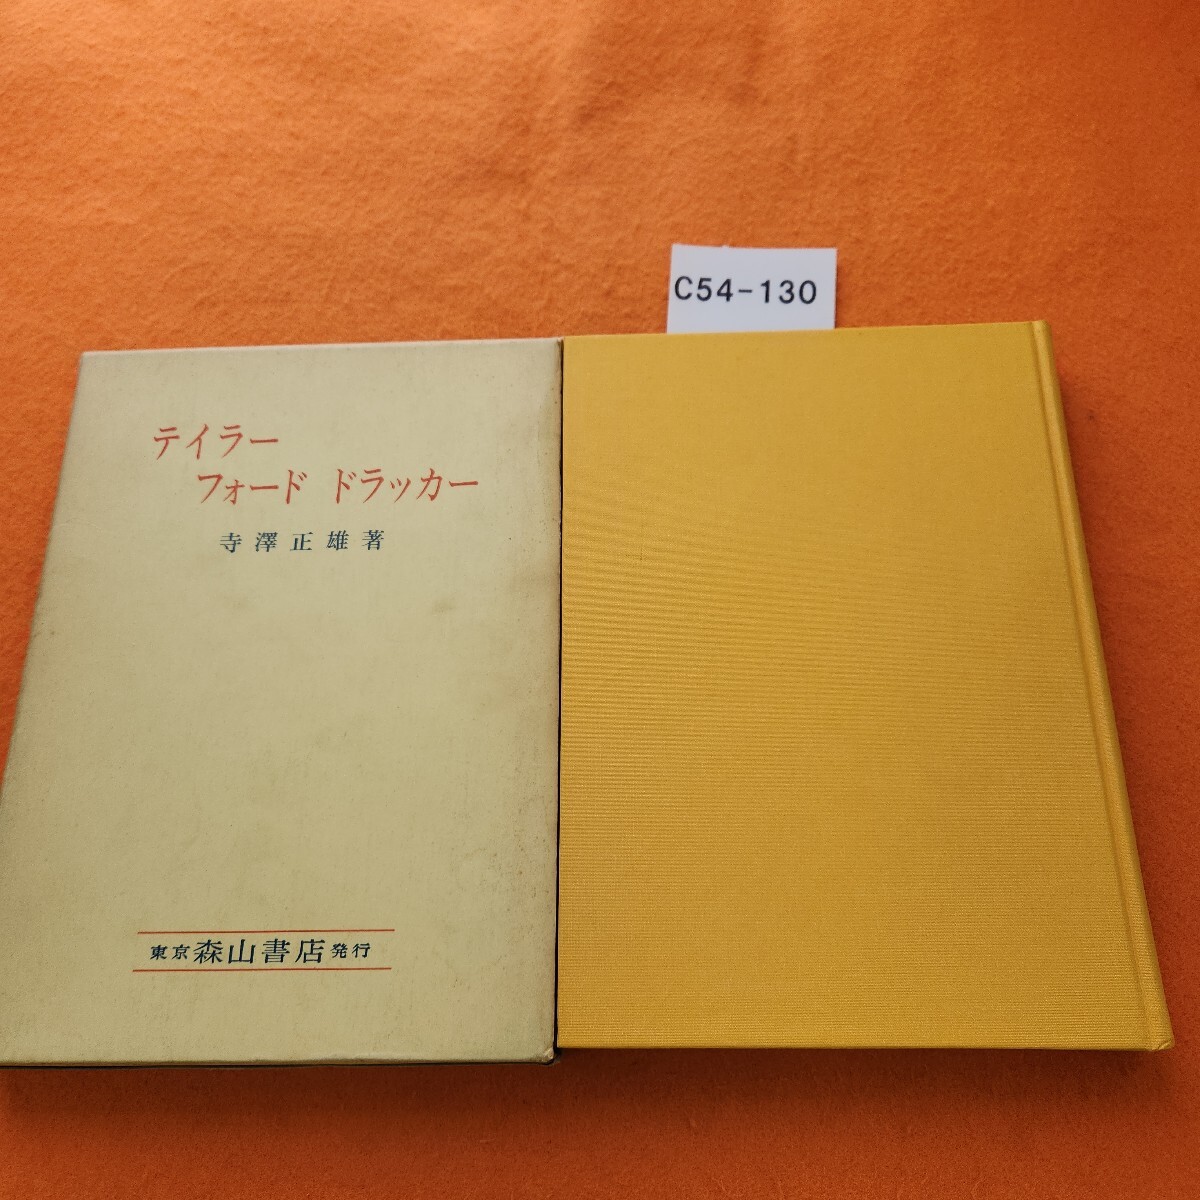 C54-130
テイラー
フォード ドラッカー
寺澤正雄著
東京 森山書店 発行